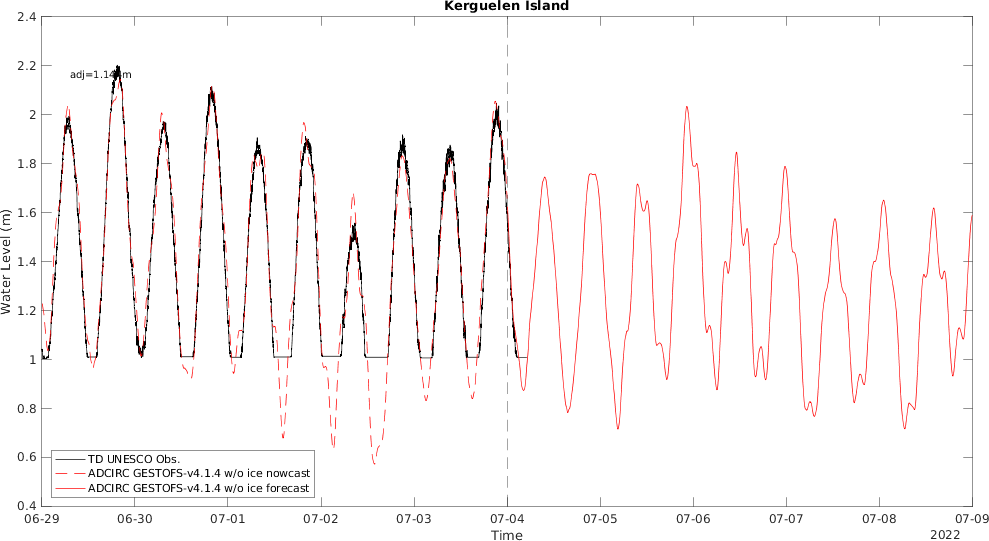 Kerguelen Island
2.4
2.2
2
1.8
1.6
1.4
1.2
1
0.8
0.6
0.4
Water Level (m)
TD UNESCO Obs.
ADCIRC GESTOFS-v4.1.4 w/o ice nowcast
ADCIRC GESTOFS-v4.1.4 w/o ice forecast
06-29 06-30 07-01 07-02 07-03 07-04 07-05 07-06 07-07 07-08 07-09
Time
2022